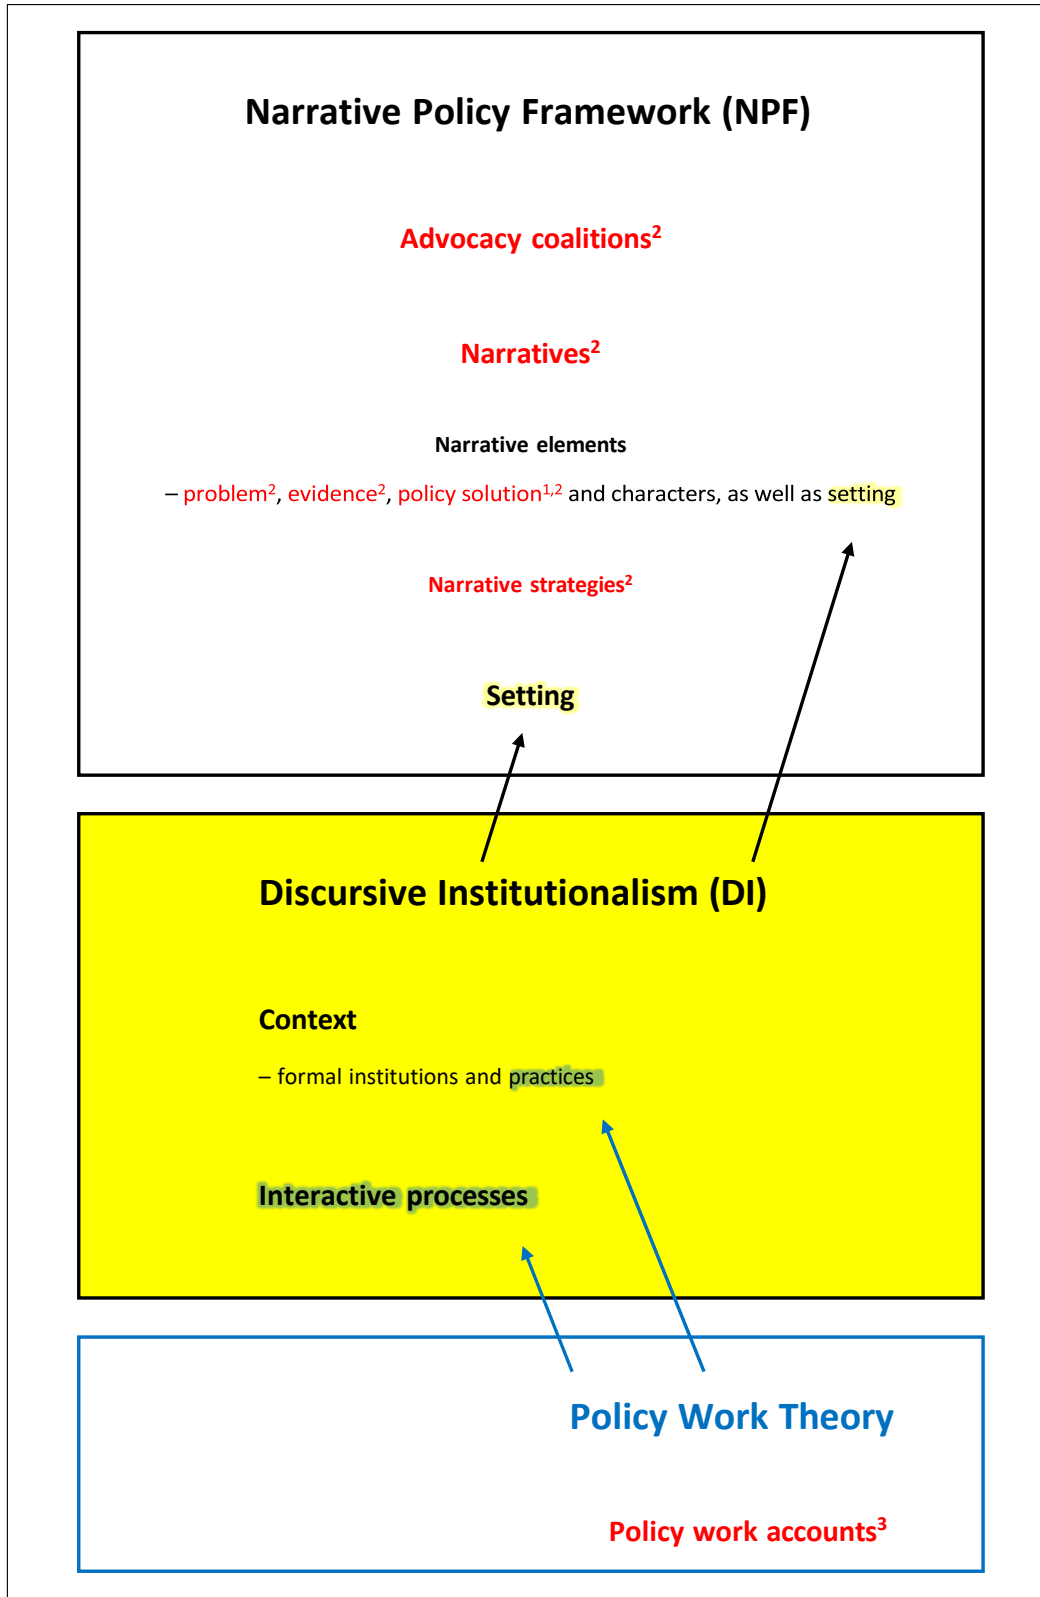 Narrative Policy Framework (NPF)
Advocacy coalitions²
Narratives²
Narrative elements
– problem², evidence², policy solution¹,² and characters, as well as setting
Narrative strategies²
Setting
Discursive Institutionalism (DI)
Context
– formal institutions and practices
Interactive processes
Policy Work Theory
Policy work accounts³